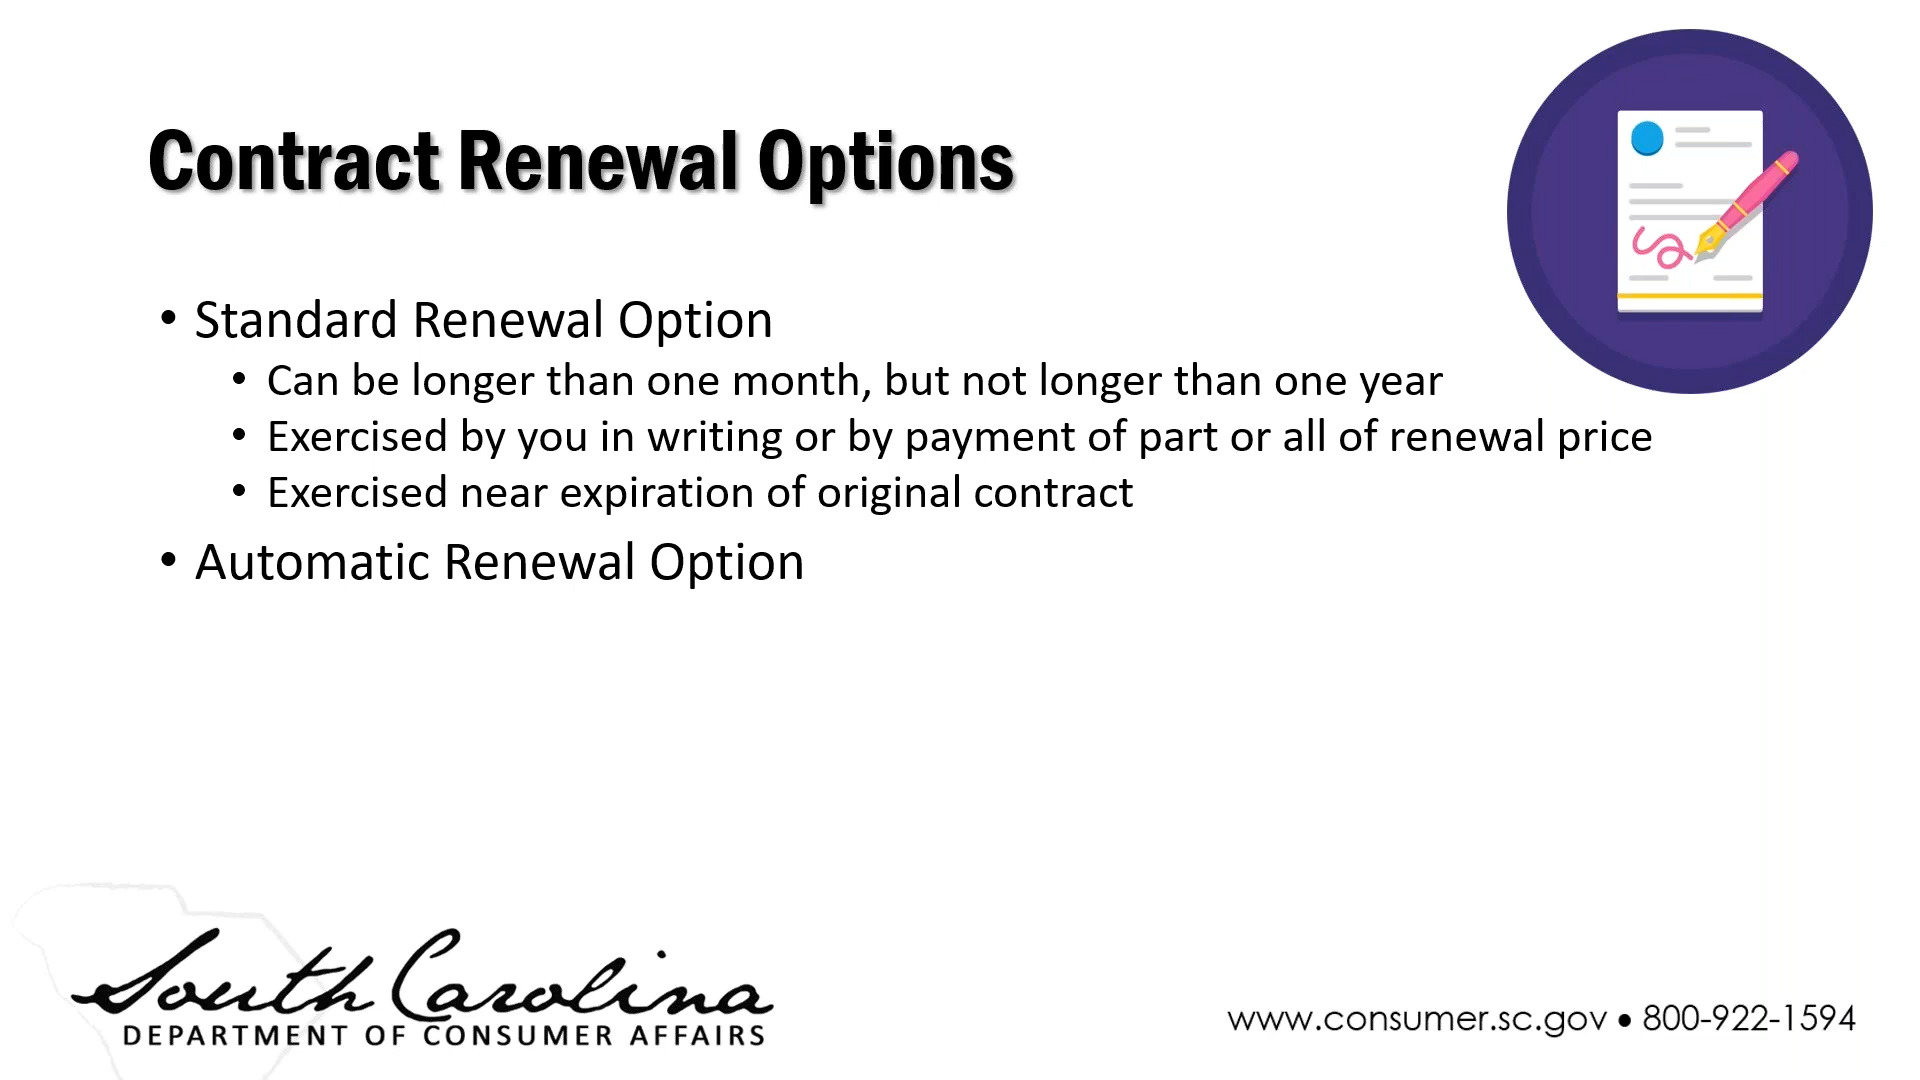 Contract Renewal Options
• Standard Renewal Option
• Can be longer than one month, but not longer than one year
• Exercised by you in writing or by payment of part or all of renewal price
• Exercised near expiration of original contract
• Automatic Renewal Option
South Carolina
DEPARTMENT OF CONSUMER AFFAIRS
www.consumer.sc.gov • 800-922-1594